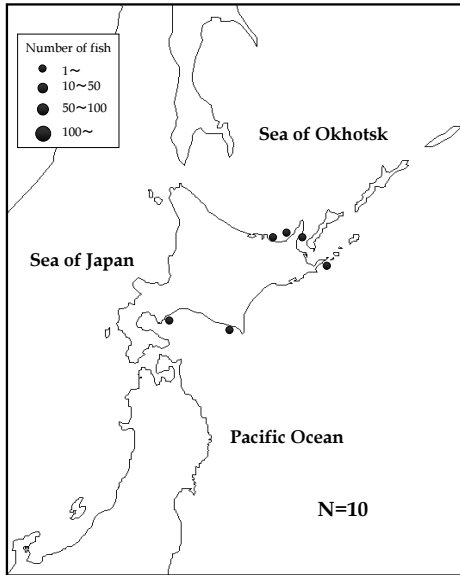 Number of fish
1～
10～50
50～100
100～
Sea of Okhotsk
Sea of Japan
Pacific Ocean
N=10